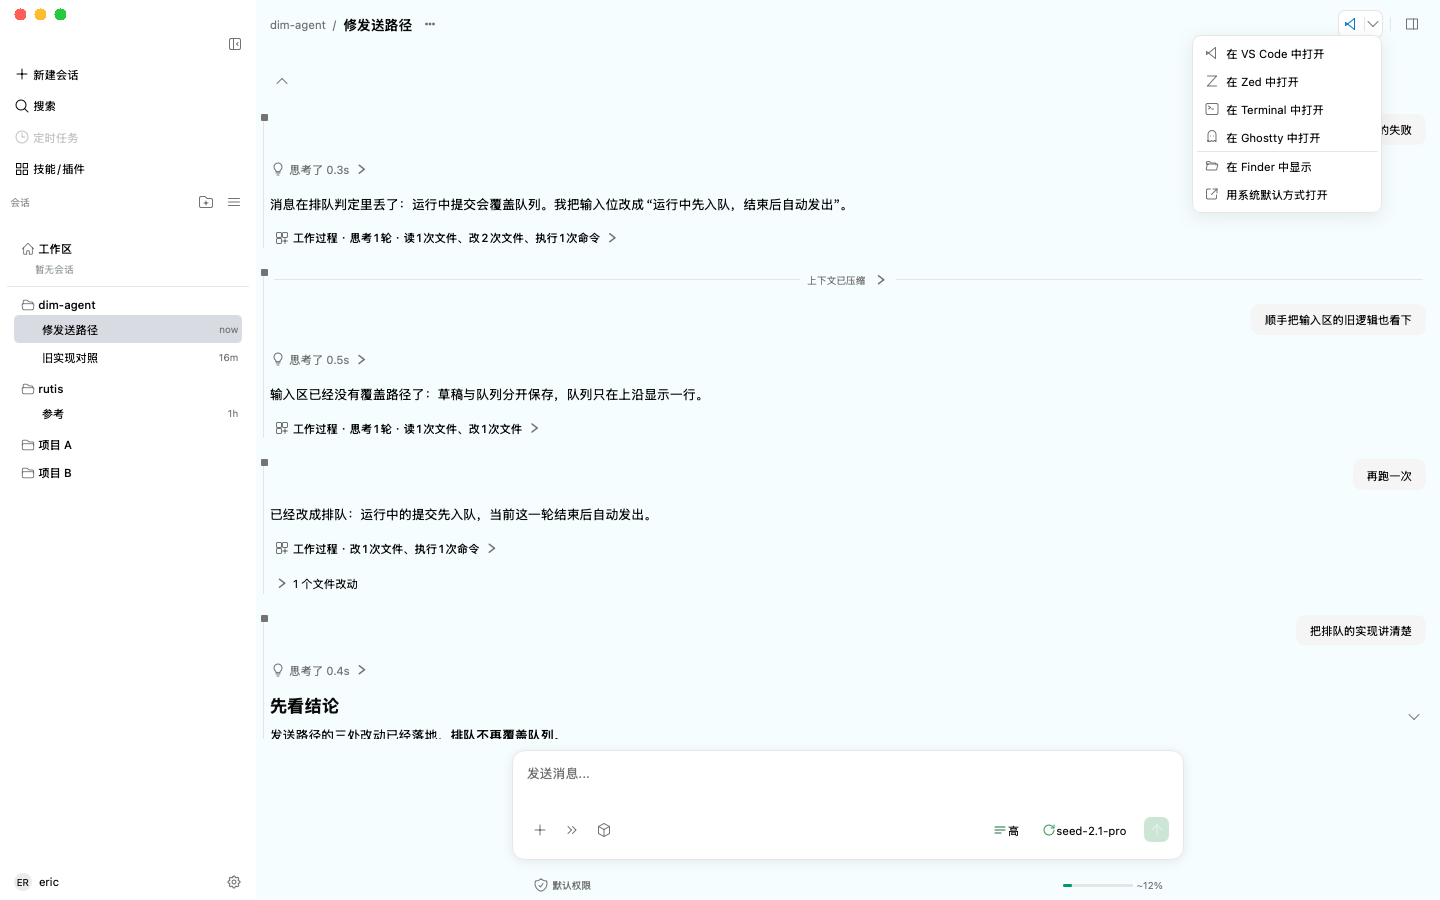 新建会话
搜索
定时任务
技能/插件
会话
工作区
暂无会话
dim-agent
修发送路径 now
旧实现对照 16m
rutis
参考 1h
项目 A
项目 B
ER eric
dim-agent / 修发送路径 ···
在 VS Code 中打开
在 Zed 中打开
在 Terminal 中打开
在 Ghostty 中打开
在 Finder 中显示
用系统默认方式打开
的失败
思考了 0.3s
消息在排队判定里丢了：运行中提交会覆盖队列。我把输入位改成“运行中先入队，结束后自动发出”。
工作过程 · 思考1轮 · 读1次文件、改2次文件、执行1次命令
上下文已压缩
顺手把输入区的旧逻辑也看下
思考了 0.5s
输入区已经没有覆盖路径了：草稿与队列分开保存，队列只在上沿显示一行。
工作过程 · 思考1轮 · 读1次文件、改1次文件
再跑一次
已经改成排队：运行中的提交先入队，当前这一轮结束后自动发出。
工作过程 · 改1次文件、执行1次命令
1 个文件改动
把排队的实现讲清楚
思考了 0.4s
先看结论
发送路径的三处改动已经落地，排队不再覆盖队列。
发送消息...
高 seed-2.1-pro
默认权限 ~12%